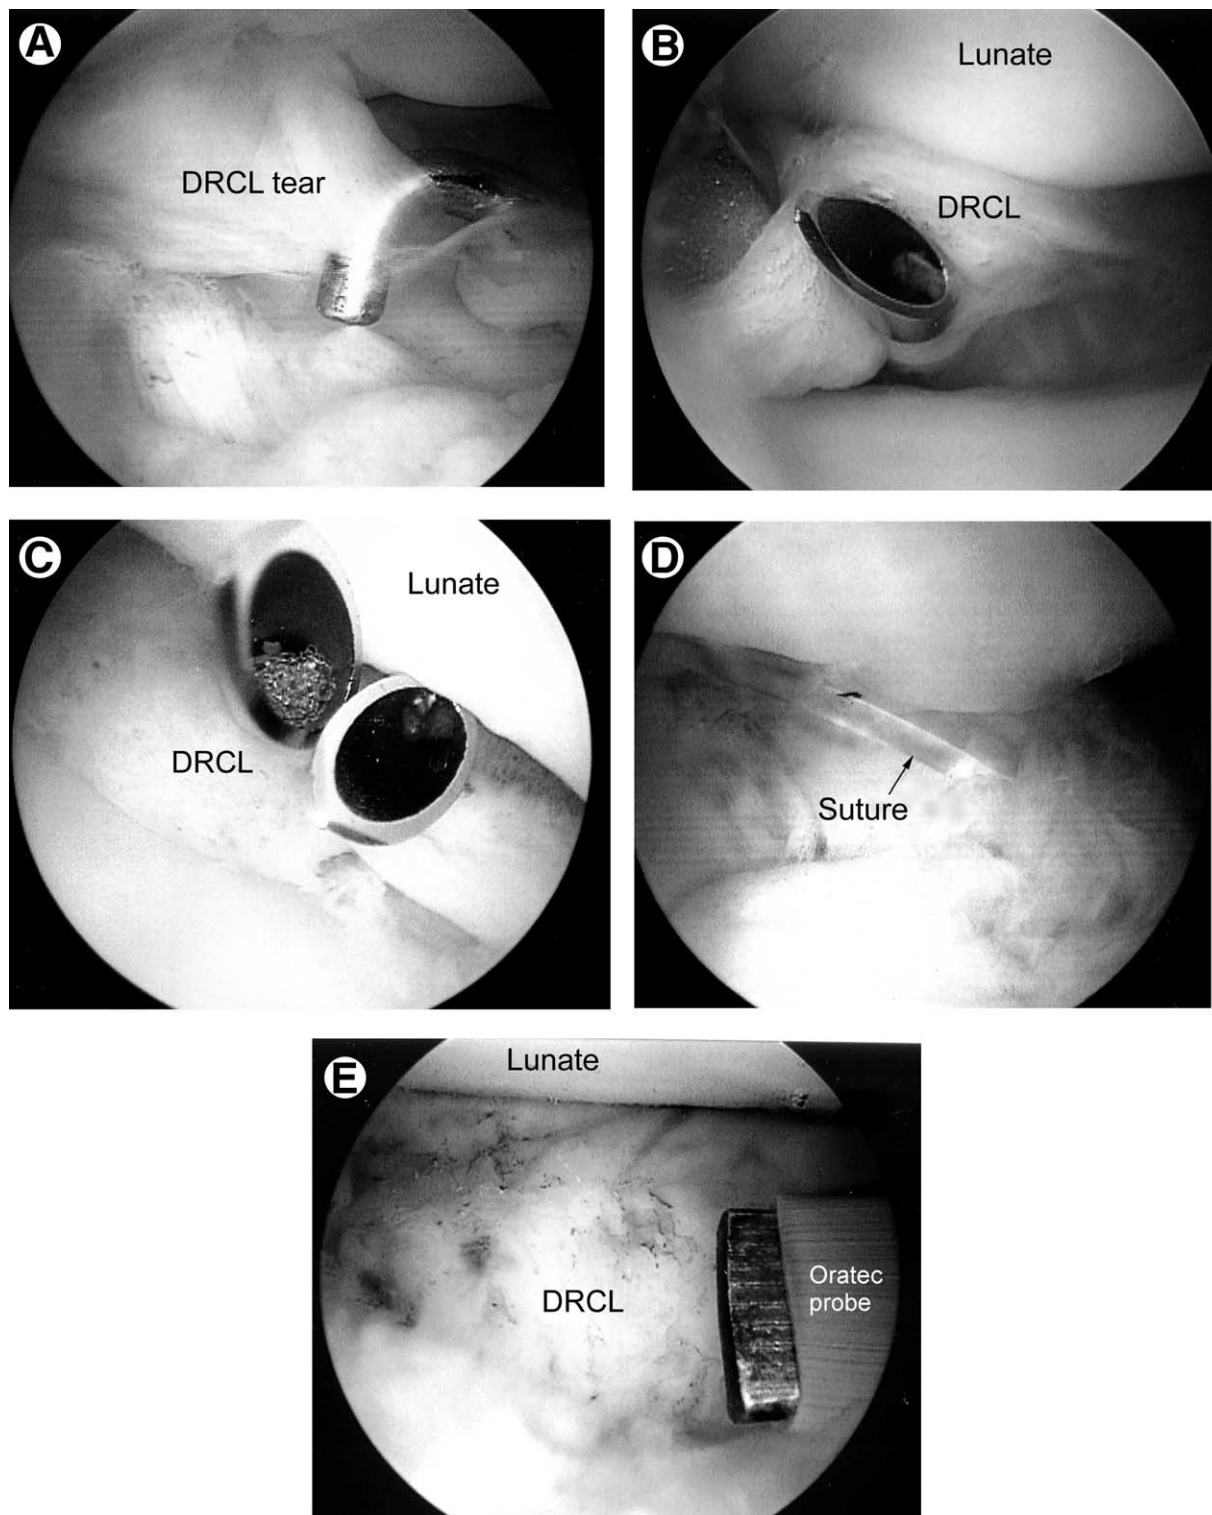 A
DRCL tear
B
Lunate
DRCL
C
Lunate
DRCL
D
Suture
E
Lunate
DRCL
Oratec
probe